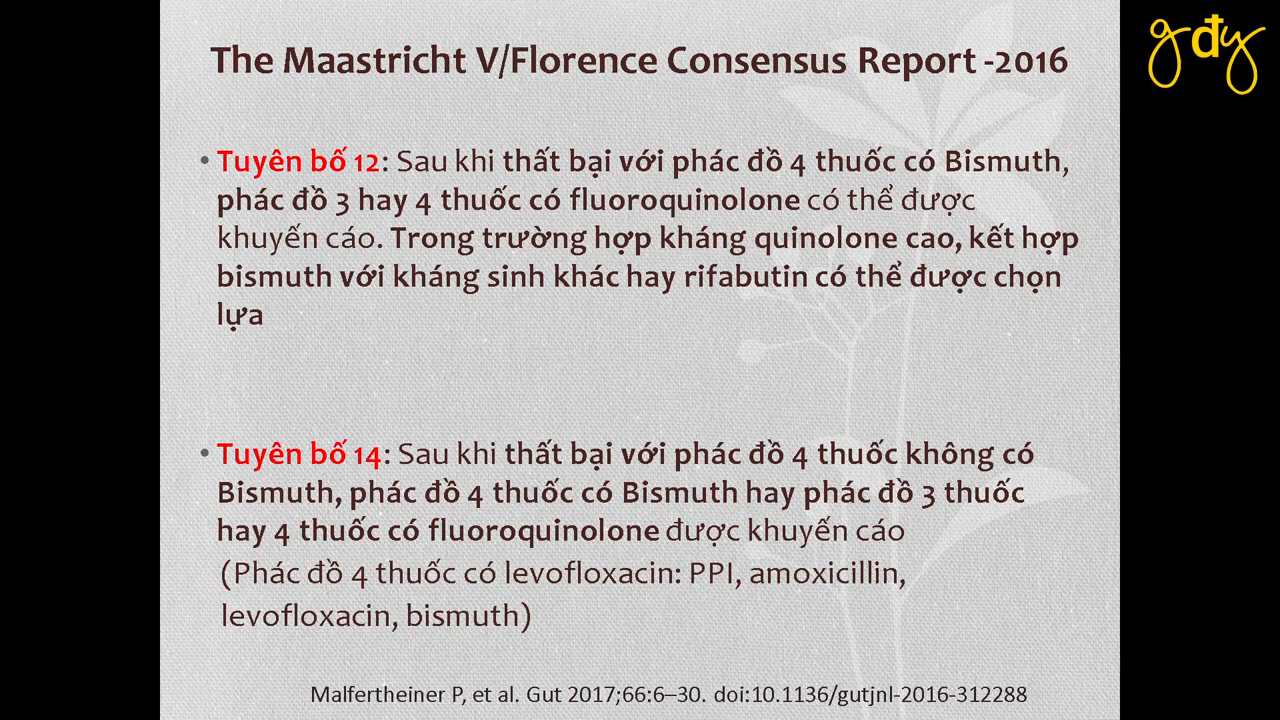 The Maastricht V/Florence Consensus Report -2016
gđy
• Tuyên bố 12: Sau khi thất bại với phác đồ 4 thuốc có Bismuth,
phác đồ 3 hay 4 thuốc có fluoroquinolone có thể được
khuyến cáo. Trong trường hợp kháng quinolone cao, kết hợp
bismuth với kháng sinh khác hay rifabutin có thể được chọn
lựa
• Tuyên bố 14: Sau khi thất bại với phác đồ 4 thuốc không có
Bismuth, phác đồ 4 thuốc có Bismuth hay phác đồ 3 thuốc
hay 4 thuốc có fluoroquinolone được khuyến cáo
(Phác đồ 4 thuốc có levofloxacin: PPI, amoxicillin,
levofloxacin, bismuth)
Malfertheiner P, et al. Gut 2017;66:6–30. doi:10.1136/gutjnl-2016-312288